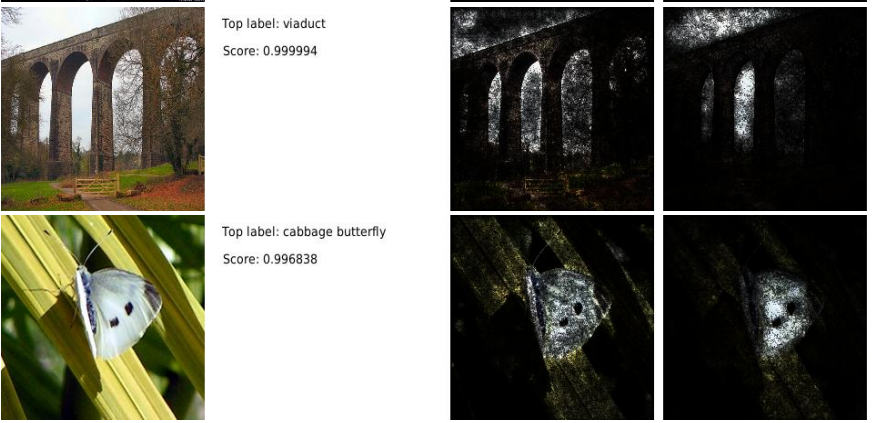 Top label: viaduct
Score: 0.999994
Top label: cabbage butterfly
Score: 0.996838